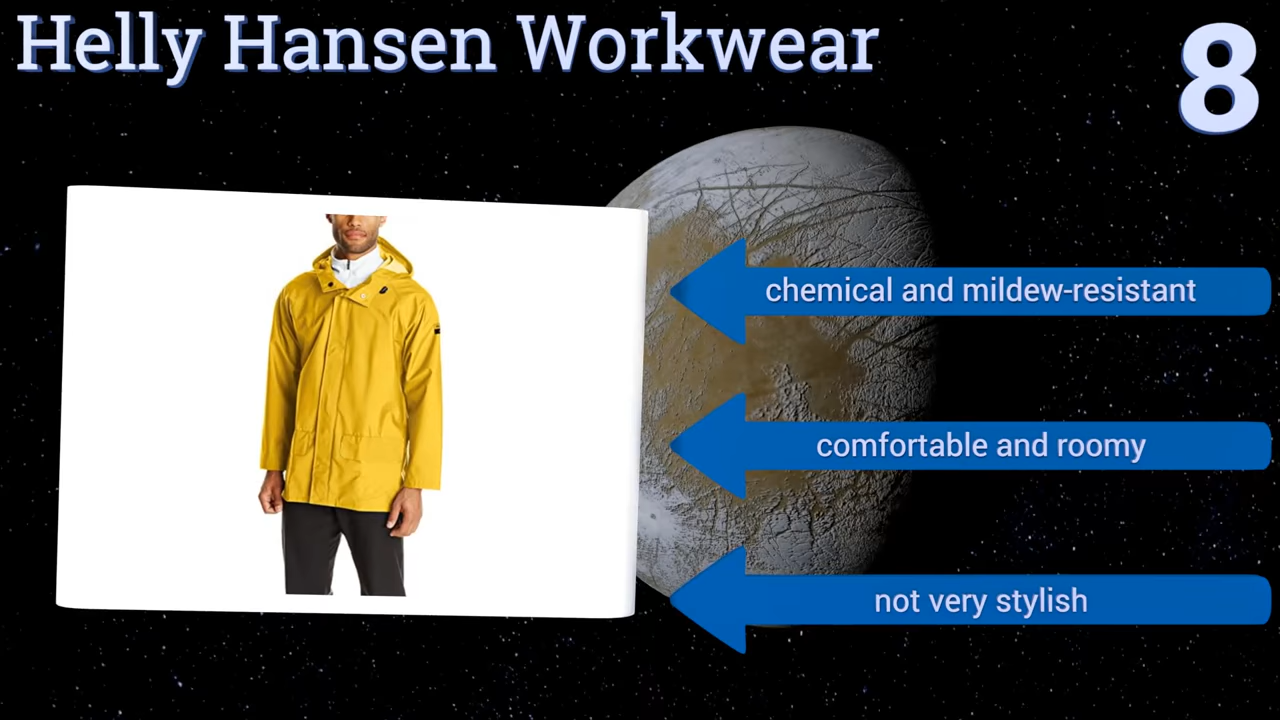 Helly Hansen Workwear
8
chemical and mildew-resistant
comfortable and roomy
not very stylish